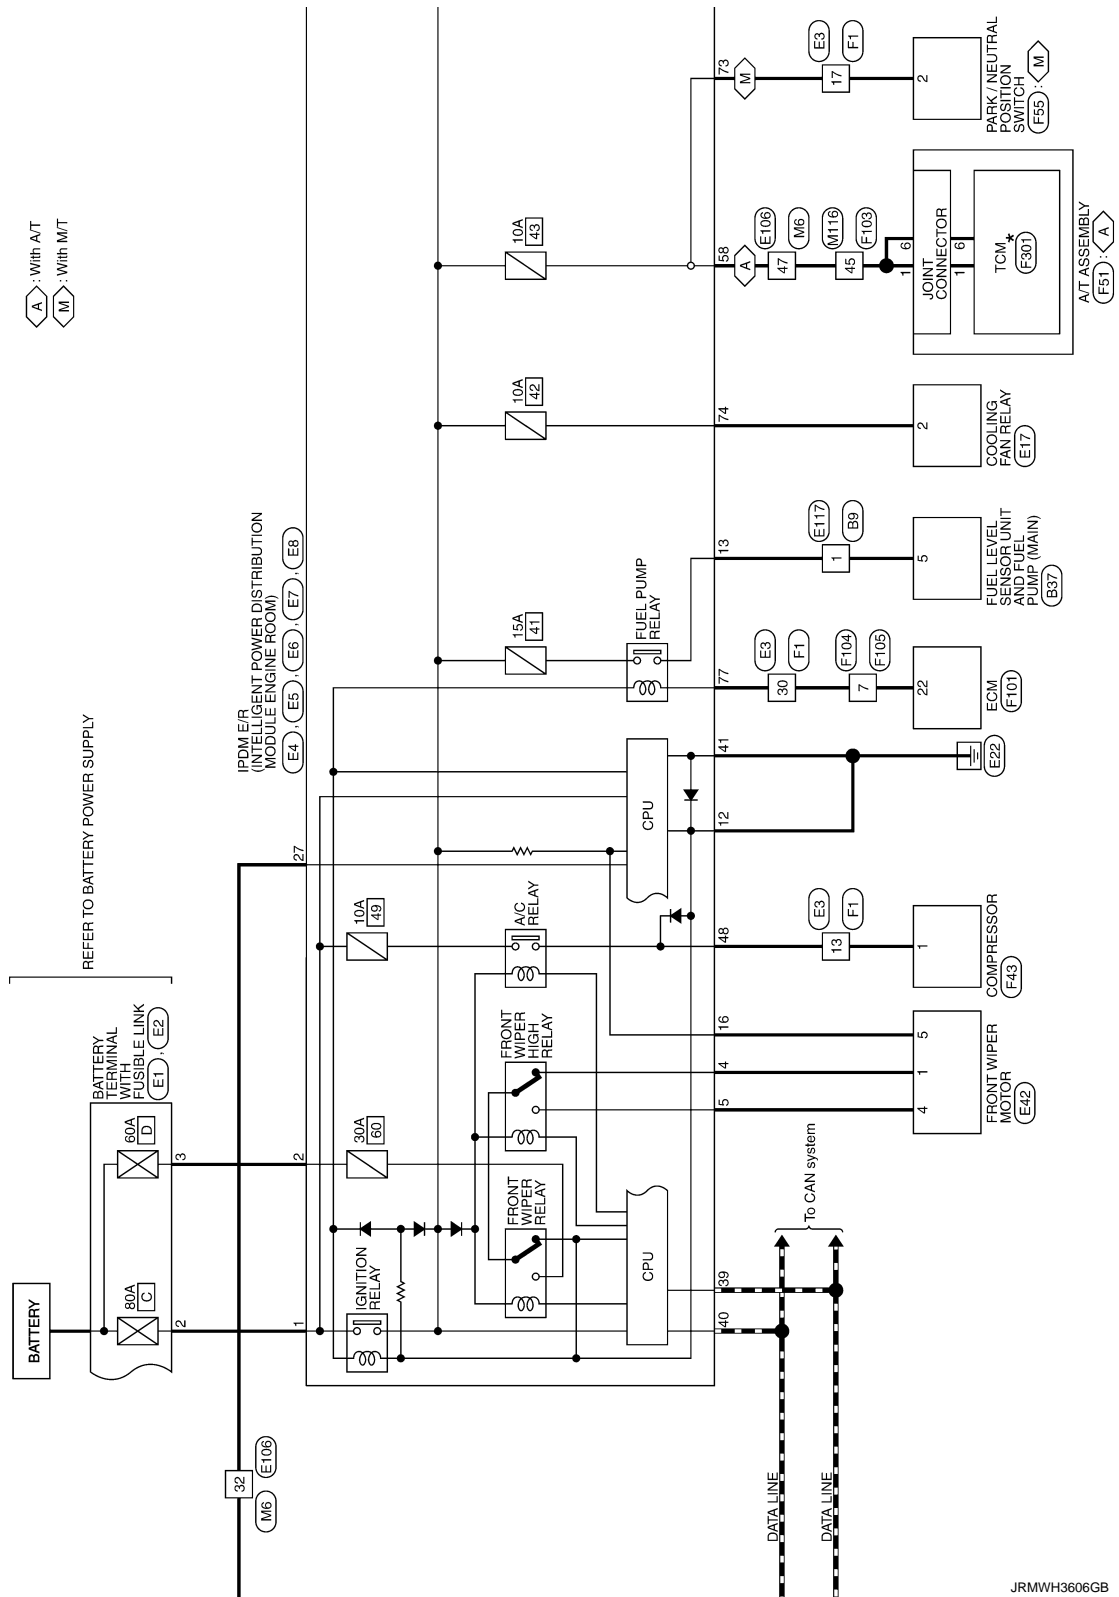 REFER TO BATTERY POWER SUPPLY
BATTERY
BATTERY
TERMINAL
WITH
FUSIBLE LINK
E1 , E2
80A
C
60A
D
2
3
32
M6
E106
IPDM E/R
(INTELLIGENT POWER DISTRIBUTION
MODULE ENGINE ROOM)
E4 , E5 , E6 , E7 , E8
A : With A/T
M : With M/T
1
2
27
IGNITION
RELAY
30A
60
10A
49
15A
41
10A
42
10A
43
FRONT
WIPER
RELAY
FRONT
WIPER
HIGH
RELAY
A/C
RELAY
FUEL PUMP
RELAY
CPU
CPU
40
39
5
4
16
48
12
41
77
13
74
58
73
DATA LINE
DATA LINE
To CAN system
4
1
5
FRONT WIPER
MOTOR
E42
13
E3
F1
1
COMPRESSOR
F43
E22
30
E3
F1
7
F104
F105
22
ECM
F101
1
E117
B9
5
FUEL LEVEL
SENSOR UNIT
AND FUEL
PUMP (MAIN)
B37
2
COOLING
FAN RELAY
E17
A
47
E106
M6
45
M116
F103
1
6
JOINT
CONNECTOR
1
6
TCM*
F301
A/T ASSEMBLY
F51 : A
M
17
E3
F1
2
PARK / NEUTRAL
POSITION
SWITCH
F55 : M
JRMWH3606GB